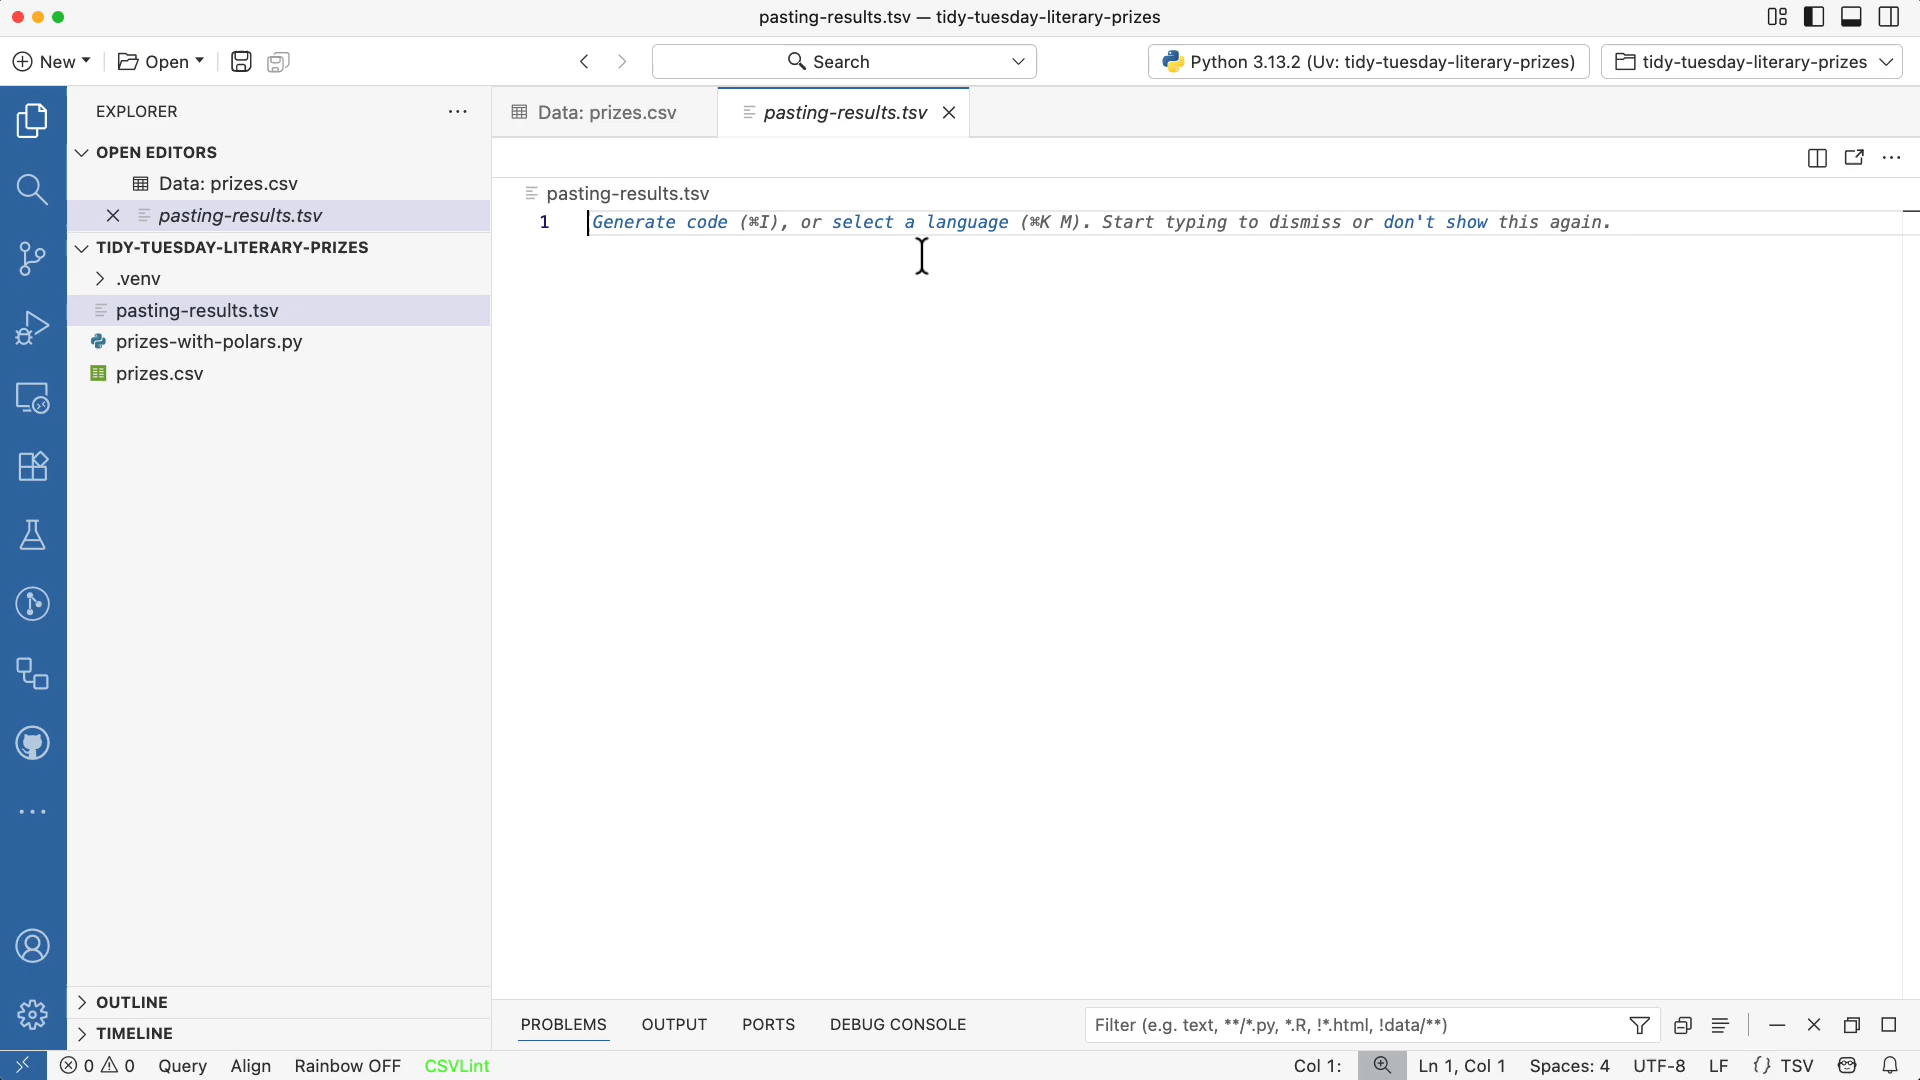 pasting-results.tsv — tidy-tuesday-literary-prizes
New Open Search Python 3.13.2 (Uv: tidy-tuesday-literary-prizes) tidy-tuesday-literary-prizes
EXPLORER
OPEN EDITORS
Data: prizes.csv
pasting-results.tsv
TIDY-TUESDAY-LITERARY-PRIZES
.venv
pasting-results.tsv
prizes-with-polars.py
prizes.csv
OUTLINE
TIMELINE
Data: prizes.csv pasting-results.tsv
pasting-results.tsv
1 Generate code (⌘I), or select a language (⌘K M). Start typing to dismiss or don't show this again.
PROBLEMS OUTPUT PORTS DEBUG CONSOLE Filter (e.g. text, **/*.py, *.R, !*.html, !data/**)
0 0 Query Align Rainbow OFF CSVLint Col 1: Ln 1, Col 1 Spaces: 4 UTF-8 LF {} TSV